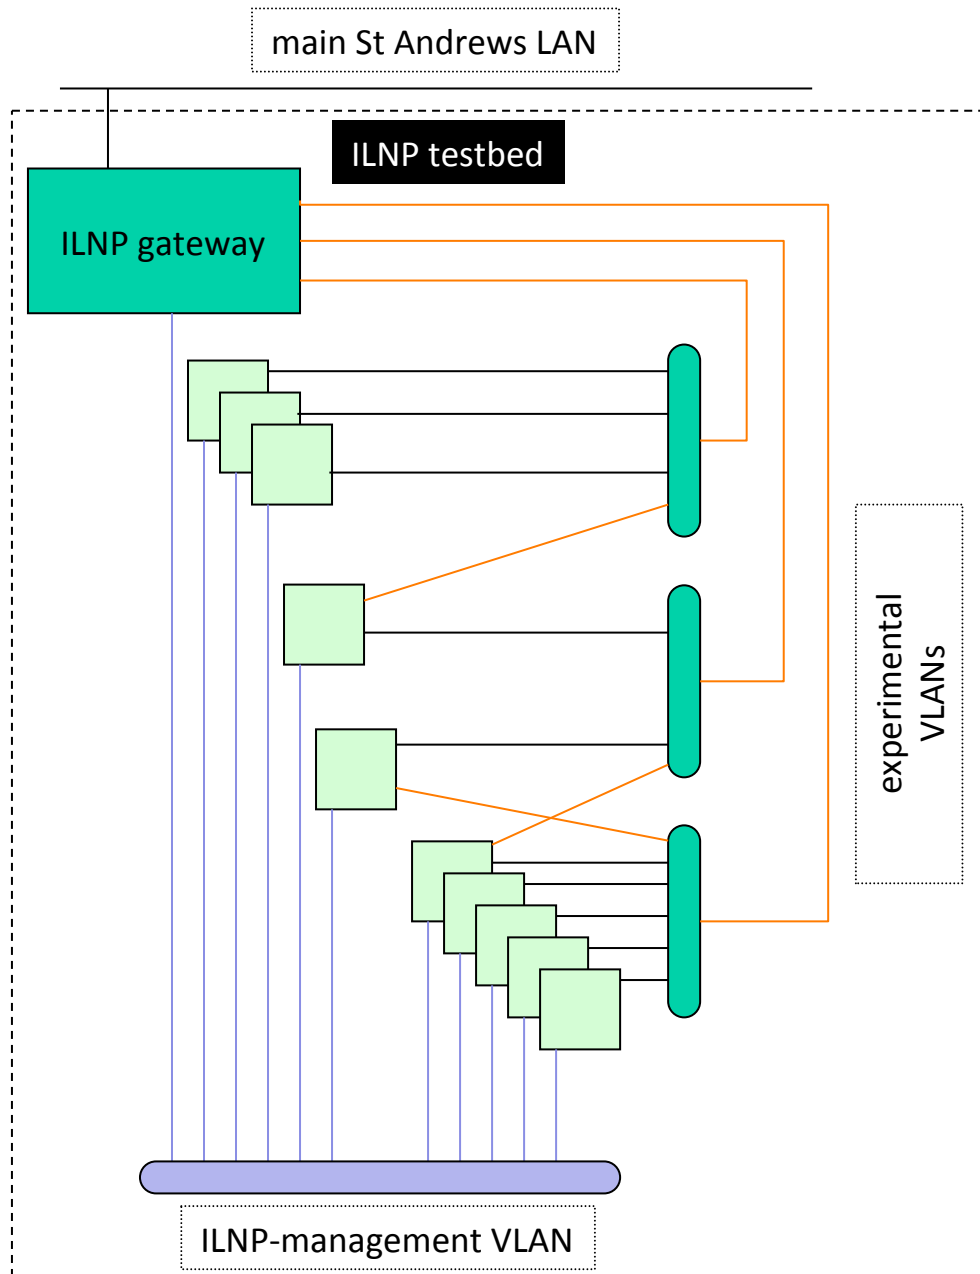 main St Andrews LAN
ILNP testbed
ILNP gateway
experimental
VLANs
ILNP-management VLAN